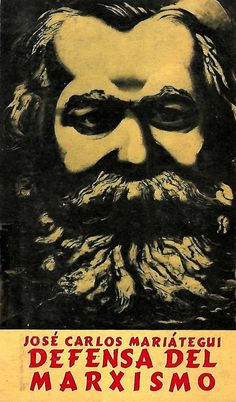 JOSÉ CARLOS MARIÁTEGUI
DEFENSA DEL
MARXISMO